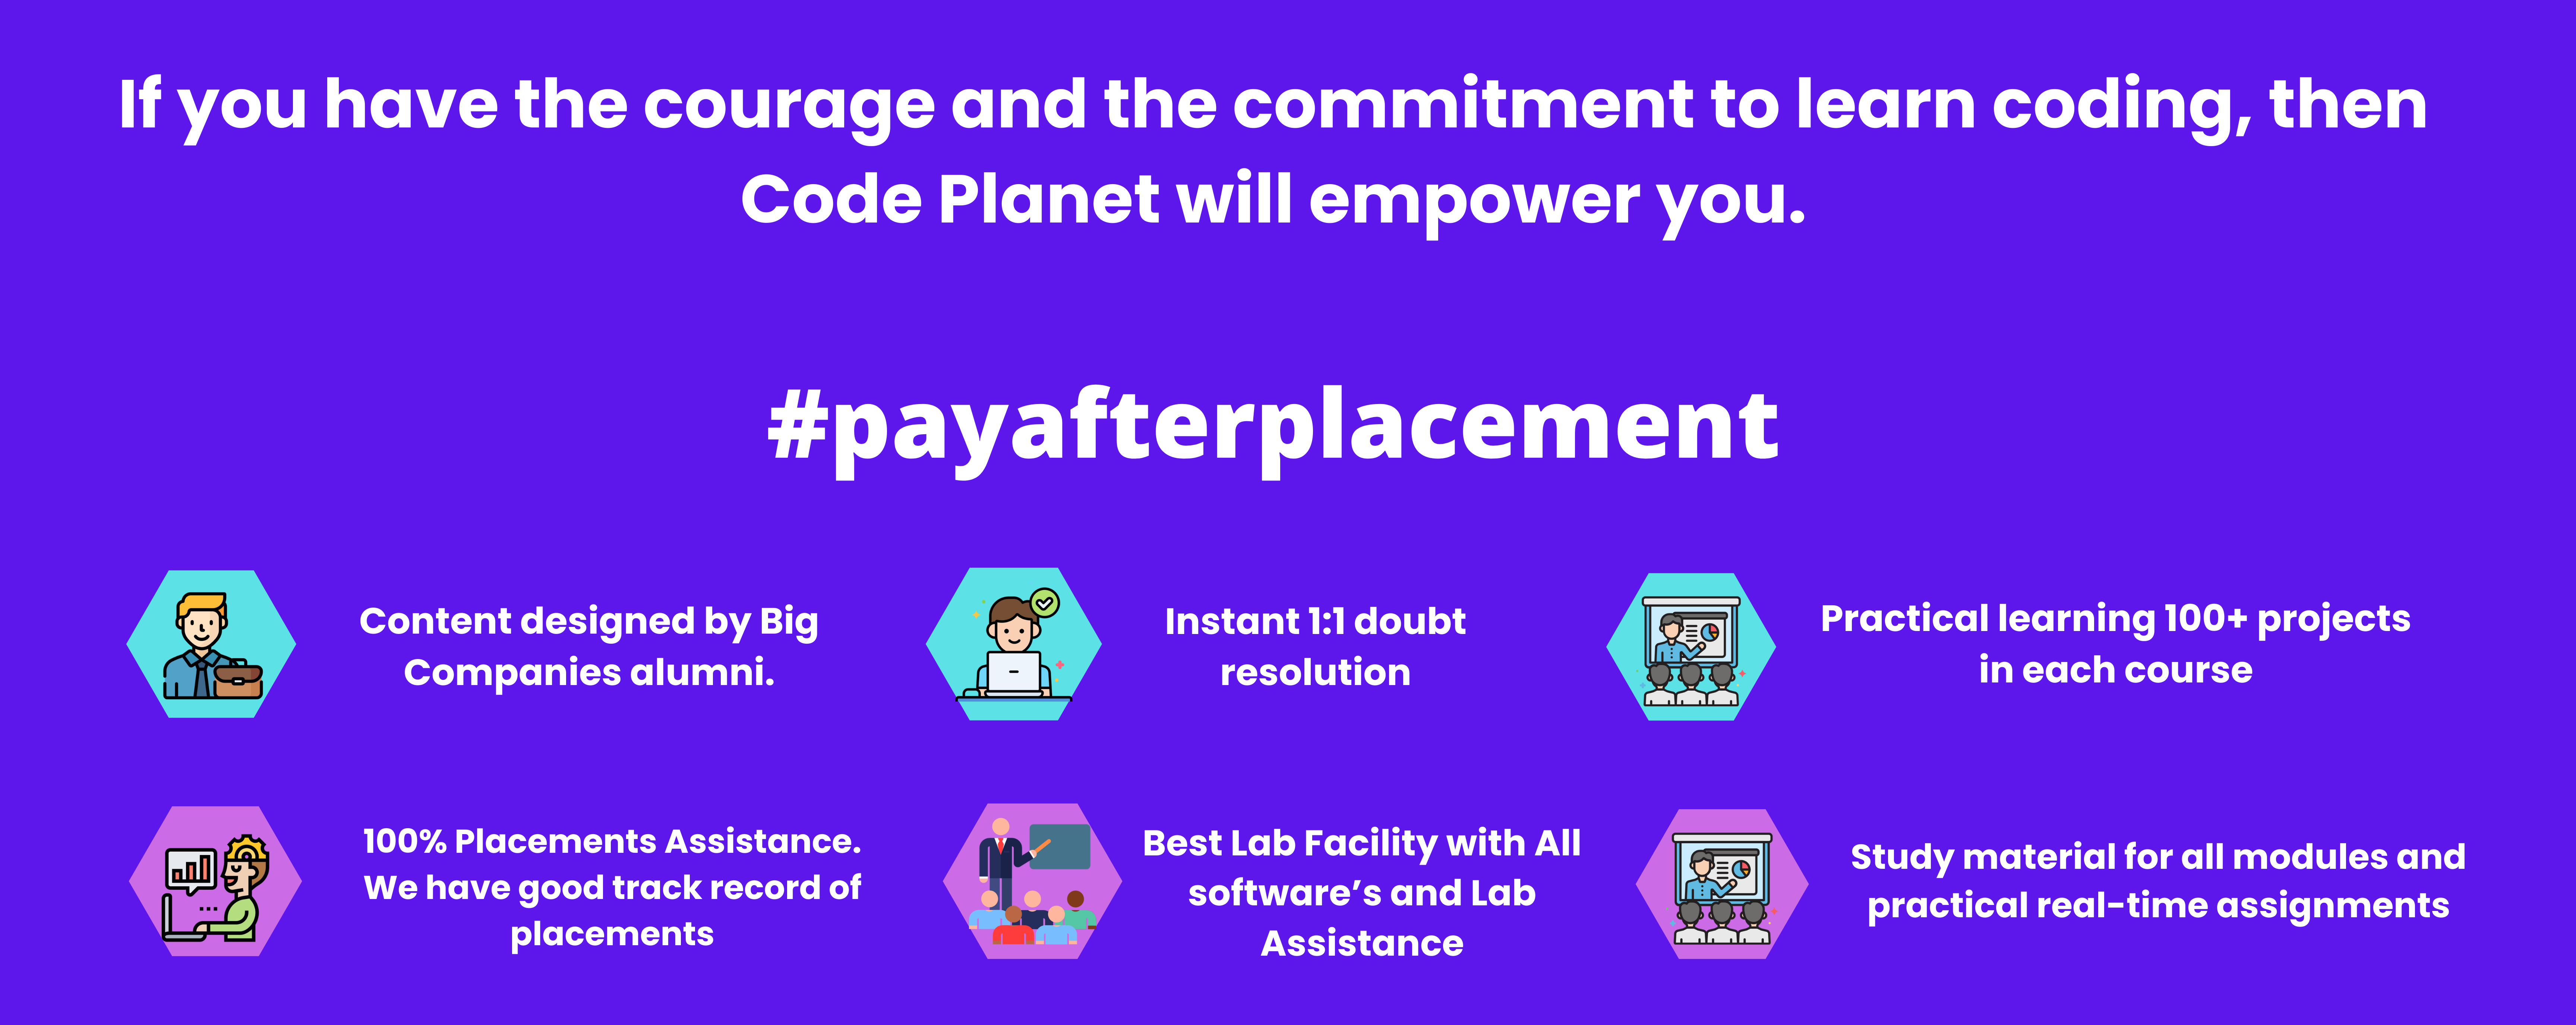 If you have the courage and the commitment to learn coding, then
Code Planet will empower you.
#payafterplacement
Content designed by Big
Companies alumni.
Instant 1:1 doubt
resolution
Practical learning 100+ projects
in each course
100% Placements Assistance.
We have good track record of
placements
Best Lab Facility with All
software’s and Lab
Assistance
Study material for all modules and
practical real-time assignments